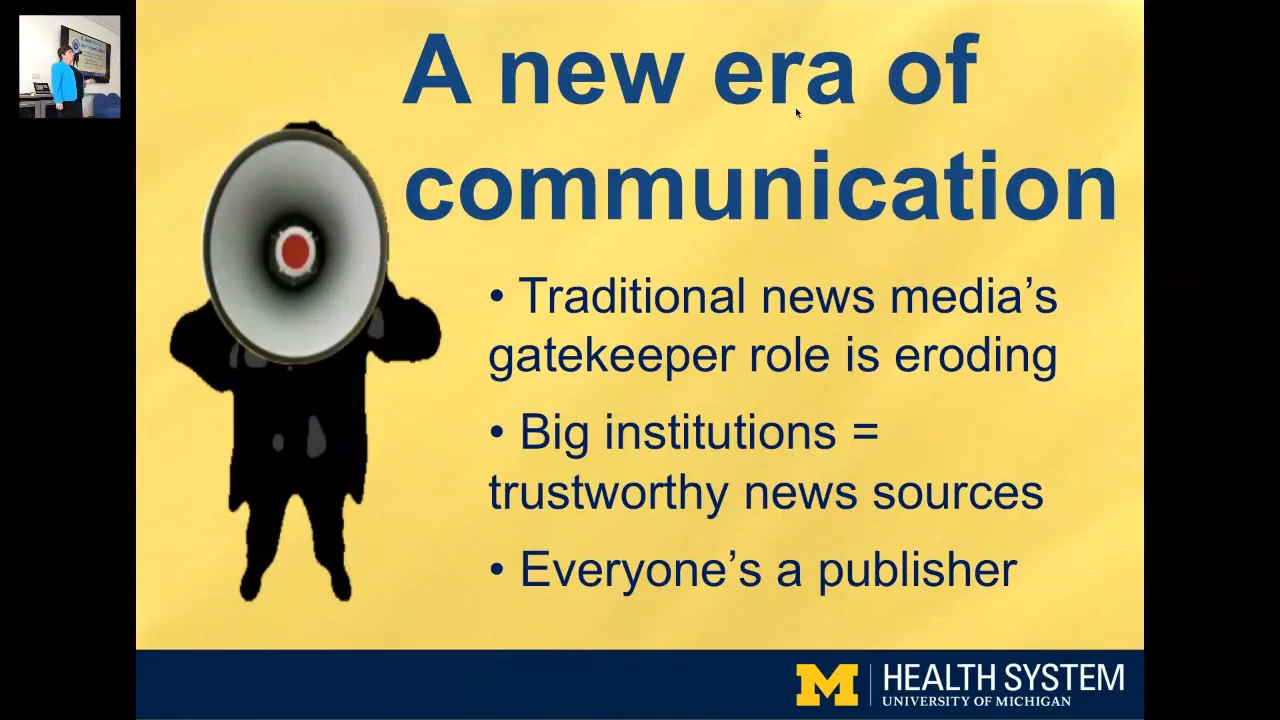 A new era of
communication
• Traditional news media’s
gatekeeper role is eroding
• Big institutions =
trustworthy news sources
• Everyone’s a publisher
M HEALTH SYSTEM
UNIVERSITY OF MICHIGAN